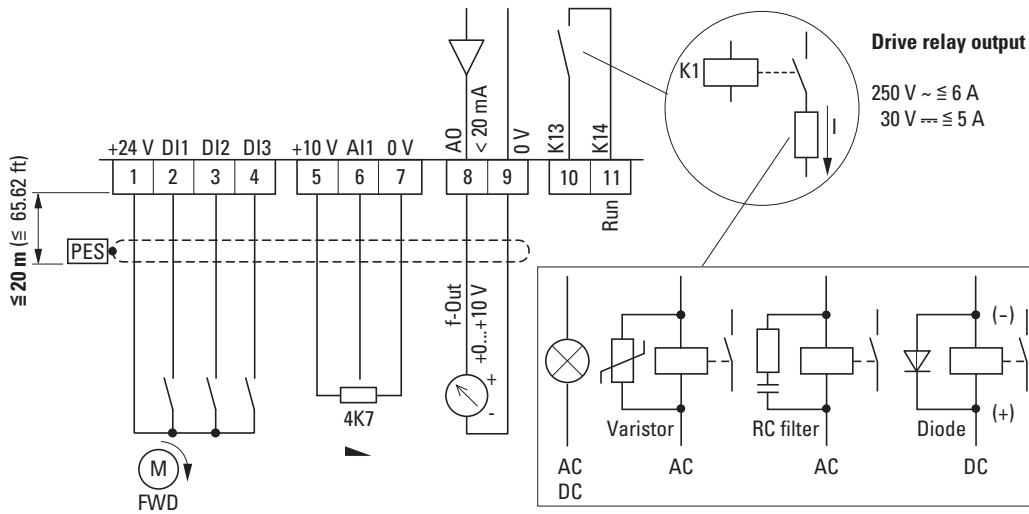 Drive relay output
K1
250 V ~ ≦ 6 A
30 V ⎓ ≦ 5 A
I
AO
< 20 mA
0 V
K13
K14
+24 V DI1 DI2 DI3
+10 V AI1 0 V
1 2 3 4
5 6 7
8 9
10 11
Run
≦ 20 m (≦ 65.62 ft)
PES
f-Out
+0...+10 V
+
-
4K7
M
FWD
(–)
(+)
Varistor
RC filter
Diode
AC
DC
AC
AC
DC